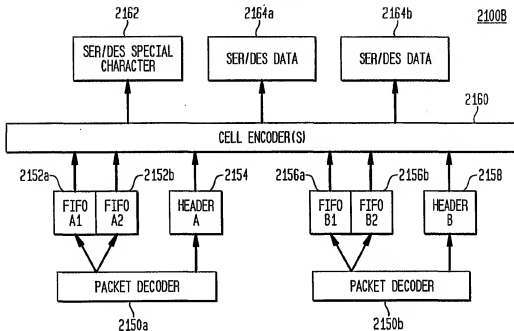 2162
2164a
2164b
2100B
SER/DES SPECIAL
CHARACTER
SER/DES DATA
SER/DES DATA
2160
CELL ENCODER(S)
2152a
2152b
2154
2156a
2156b
2158
FIFO
A1
FIFO
A2
HEADER
A
FIFO
B1
FIFO
B2
HEADER
B
PACKET DECODER
PACKET DECODER
2150a
2150b